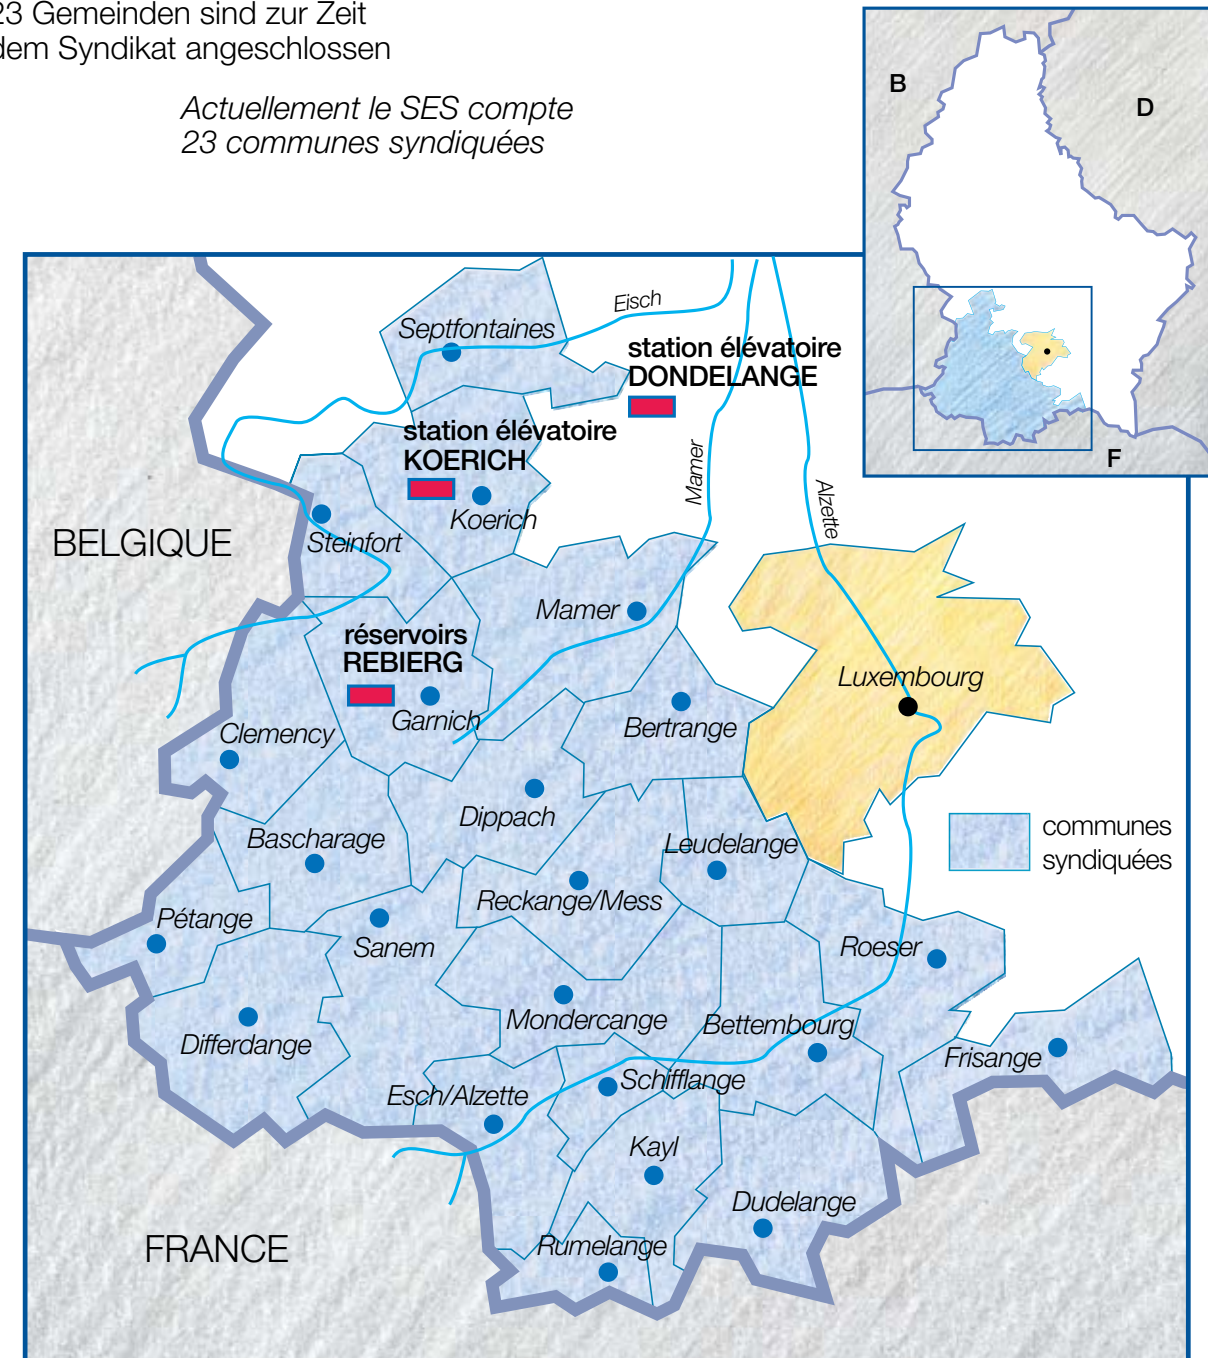 23 Gemeinden sind zur Zeit
dem Syndikat angeschlossen
Actuellement le SES compte
23 communes syndiquées
B
D
F
Eisch
Septfontaines
station élévatoire
DONDELANGE
station élévatoire
KOERICH
Mamer
Alzette
Koerich
Steinfort
BELGIQUE
Mamer
réservoirs
REBIERG
Luxembourg
Garnich
Bertrange
Clemency
Dippach
Bascharage
Leudelange
communes
syndiquées
Reckange/Mess
Pétange
Sanem
Roeser
Mondercange
Bettembourg
Differdange
Frisange
Schifflange
Esch/Alzette
Kayl
Dudelange
FRANCE
Rumelange